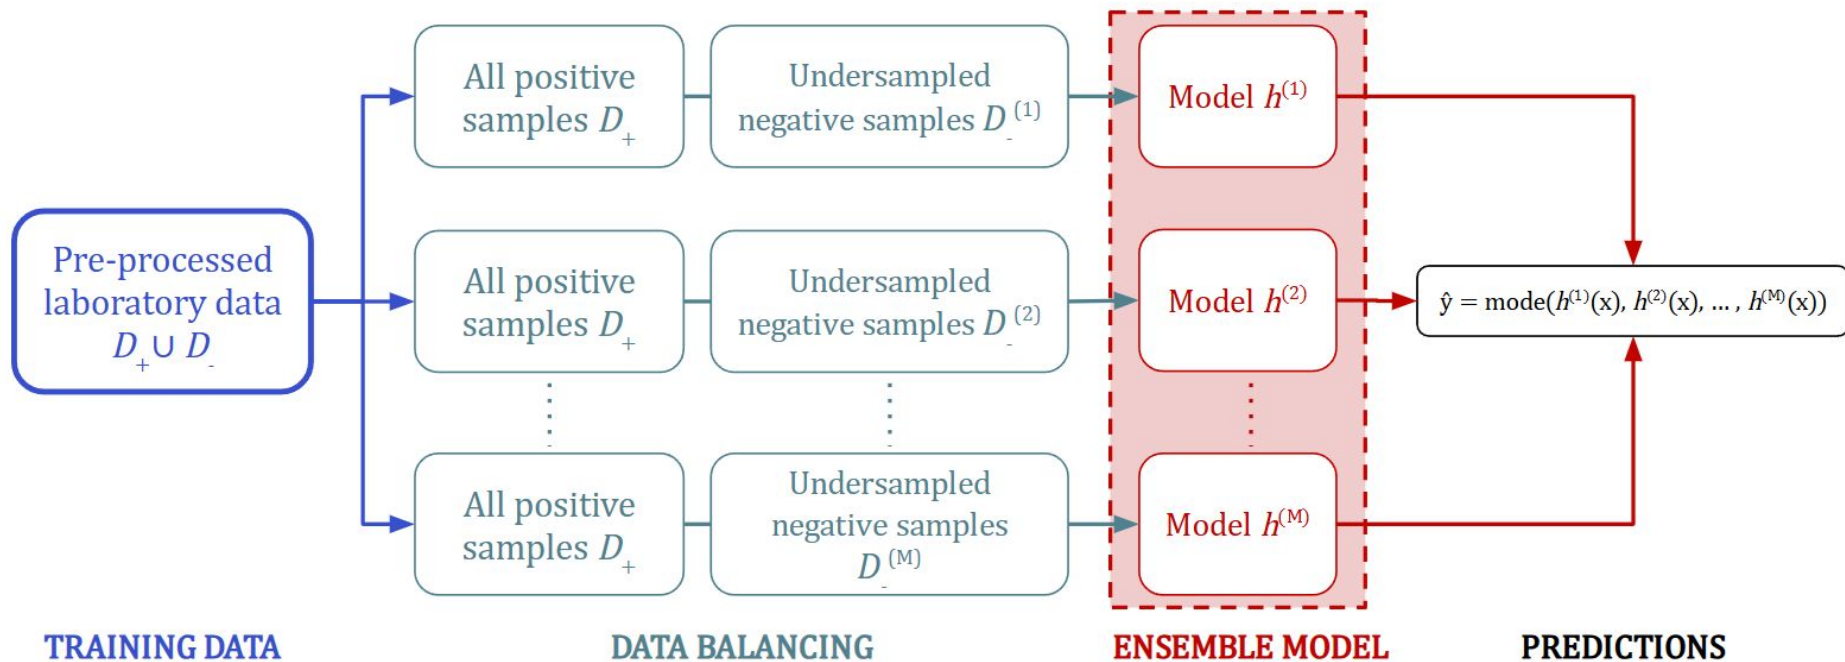 Pre-processed
laboratory data
D₊ ∪ D₋
All positive
samples D₊
Undersampled
negative samples D₋⁽¹⁾
Model h⁽¹⁾
All positive
samples D₊
Undersampled
negative samples D₋⁽²⁾
Model h⁽²⁾
ŷ = mode(h⁽¹⁾(x), h⁽²⁾(x), ... , h⁽ᴹ⁾(x))
All positive
samples D₊
Undersampled
negative samples
D₋⁽ᴹ⁾
Model h⁽ᴹ⁾
TRAINING DATA
DATA BALANCING
ENSEMBLE MODEL
PREDICTIONS